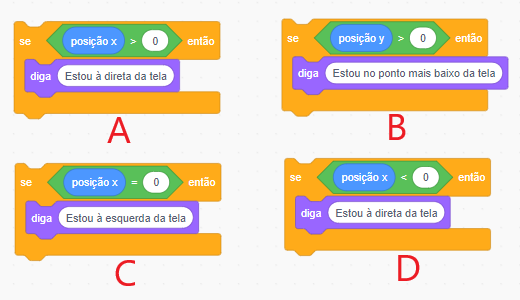 se posição x > 0 então
diga Estou à direta da tela
A
se posição y > 0 então
diga Estou no ponto mais baixo da tela
B
se posição x = 0 então
diga Estou à esquerda da tela
C
se posição x < 0 então
diga Estou à direta da tela
D